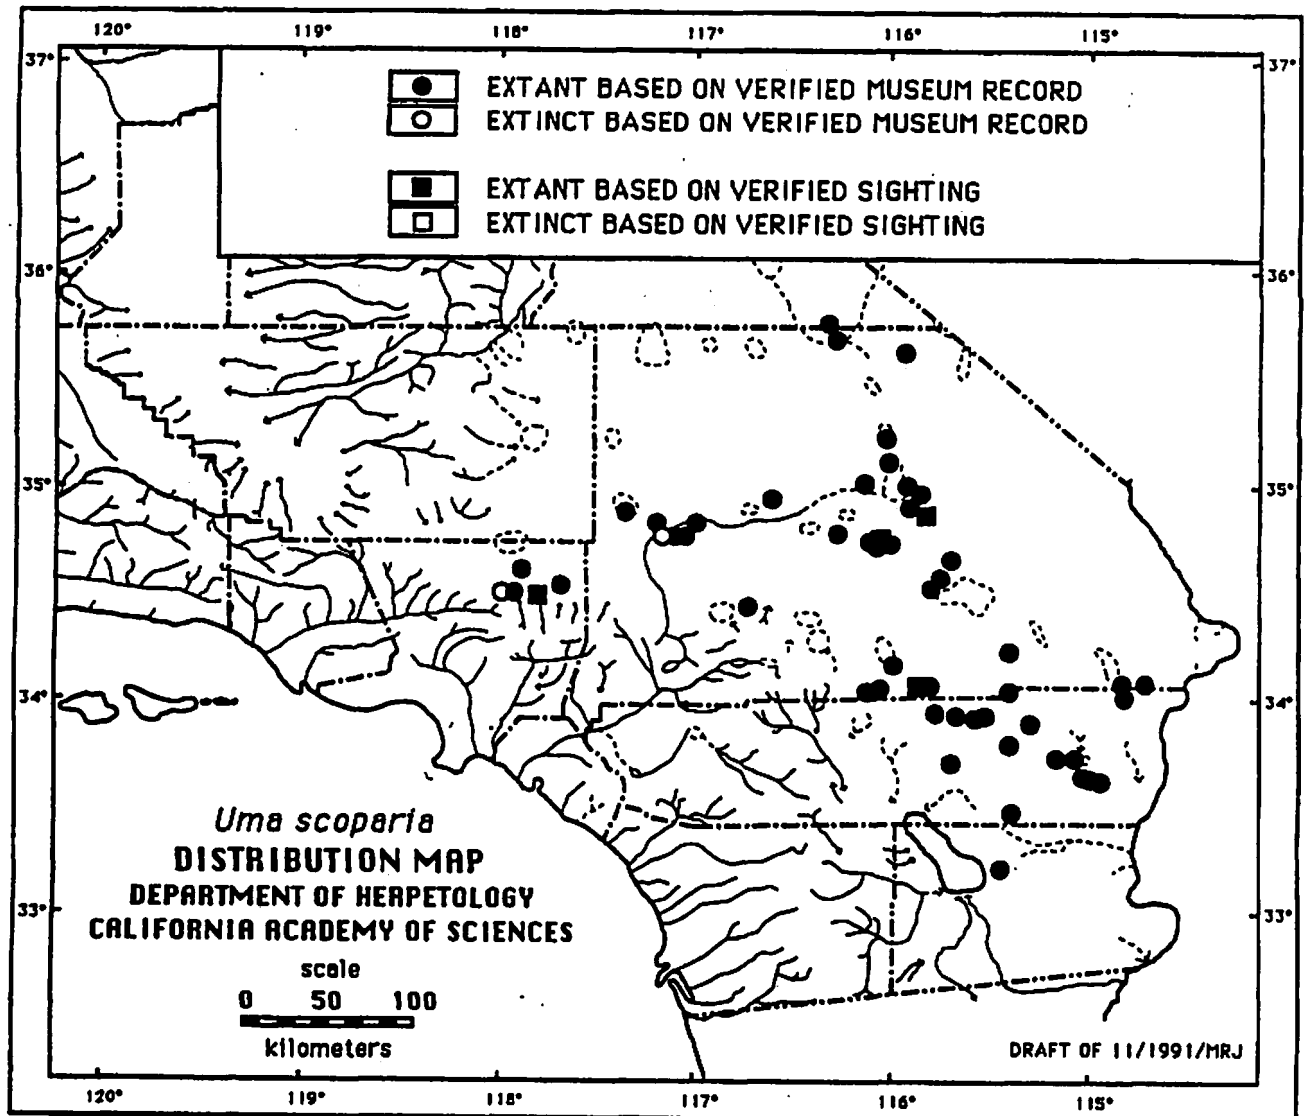 120° 119° 118° 117° 116° 115°
37° 37°
EXTANT BASED ON VERIFIED MUSEUM RECORD
EXTINCT BASED ON VERIFIED MUSEUM RECORD
EXTANT BASED ON VERIFIED SIGHTING
EXTINCT BASED ON VERIFIED SIGHTING
36° 36°
35° 35°
34° 34°
33° 33°
Uma scoparia
DISTRIBUTION MAP
DEPARTMENT OF HERPETOLOGY
CALIFORNIA ACADEMY OF SCIENCES
scale
0 50 100
kilometers
DRAFT OF 11/1991/MRJ
120° 119° 118° 117° 116° 115°